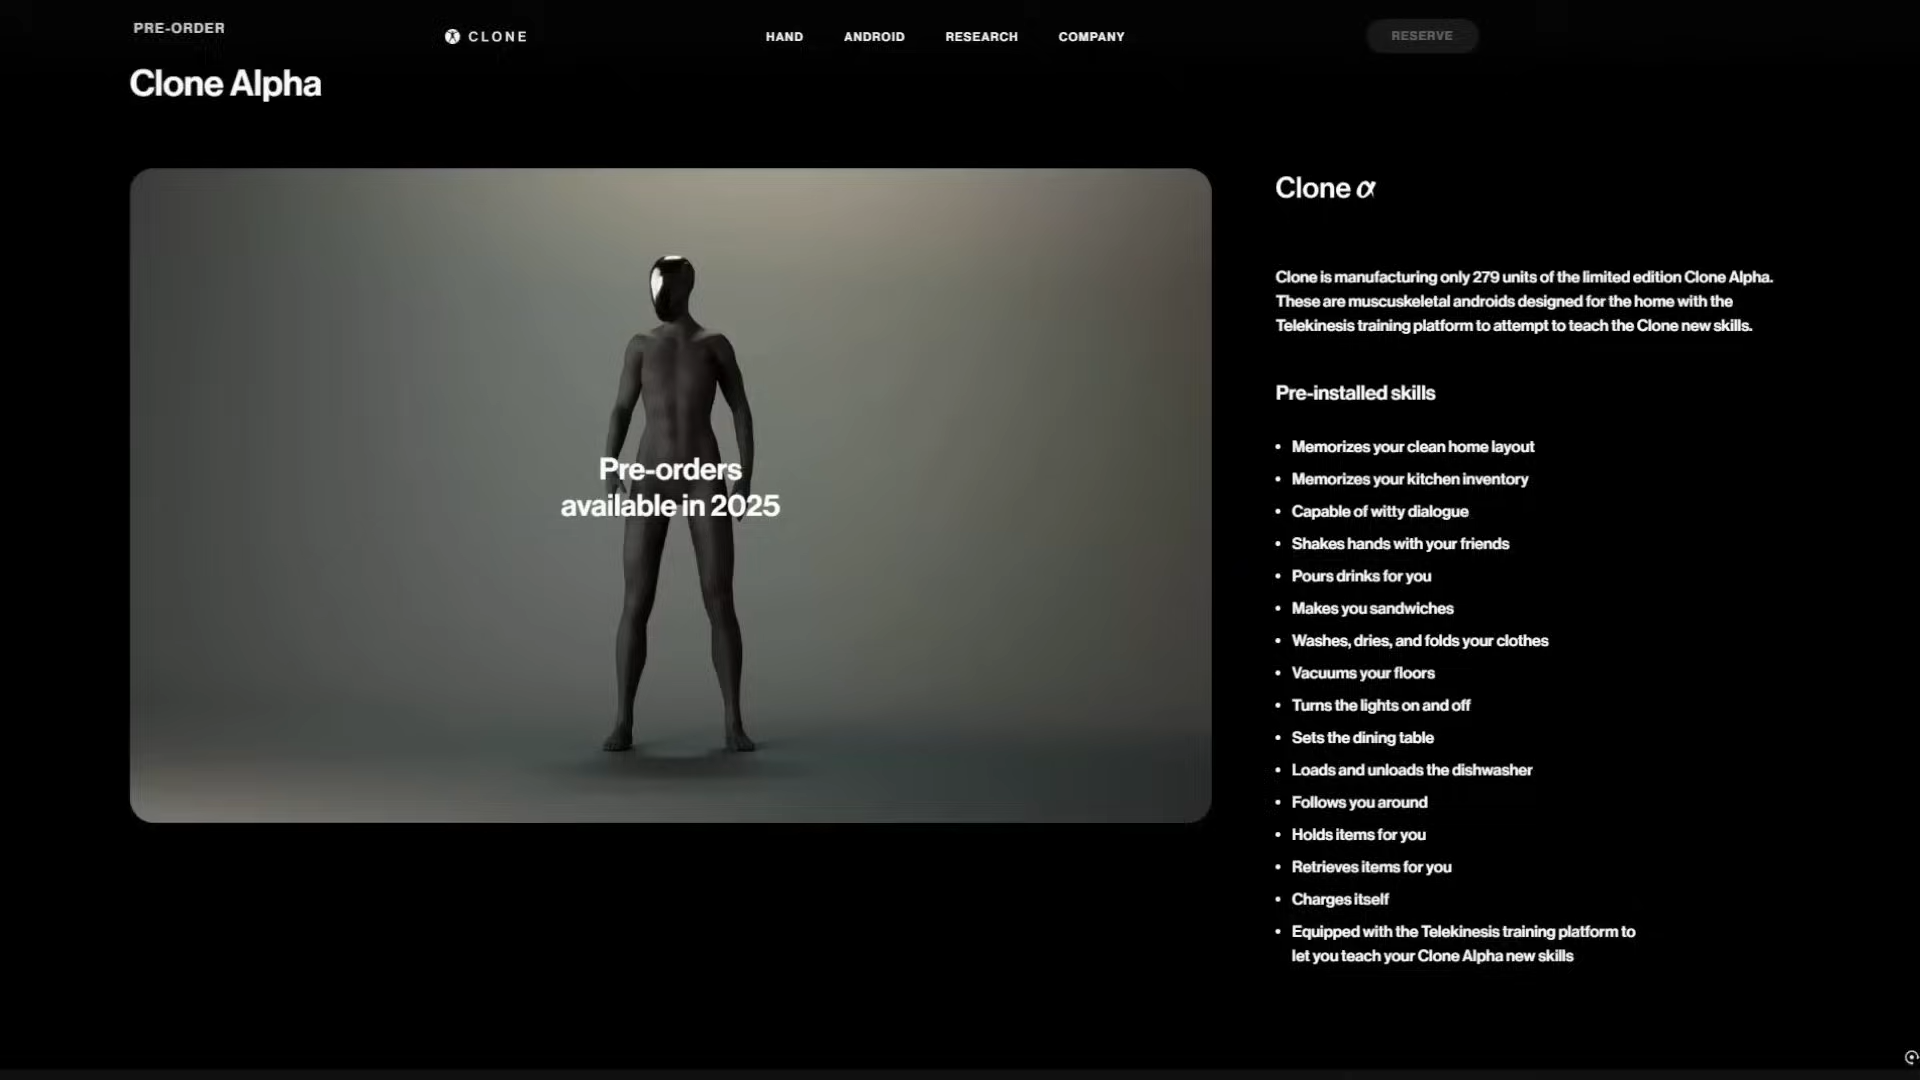 PRE-ORDER
CLONE
HAND
ANDROID
RESEARCH
COMPANY
RESERVE
Clone Alpha
Pre-orders
available in 2025
Clone α
Clone is manufacturing only 279 units of the limited edition Clone Alpha.
These are muscuskeletal androids designed for the home with the
Telekinesis training platform to attempt to teach the Clone new skills.
Pre-installed skills
• Memorizes your clean home layout
• Memorizes your kitchen inventory
• Capable of witty dialogue
• Shakes hands with your friends
• Pours drinks for you
• Makes you sandwiches
• Washes, dries, and folds your clothes
• Vacuums your floors
• Turns the lights on and off
• Sets the dining table
• Loads and unloads the dishwasher
• Follows you around
• Holds items for you
• Retrieves items for you
• Charges itself
• Equipped with the Telekinesis training platform to
let you teach your Clone Alpha new skills